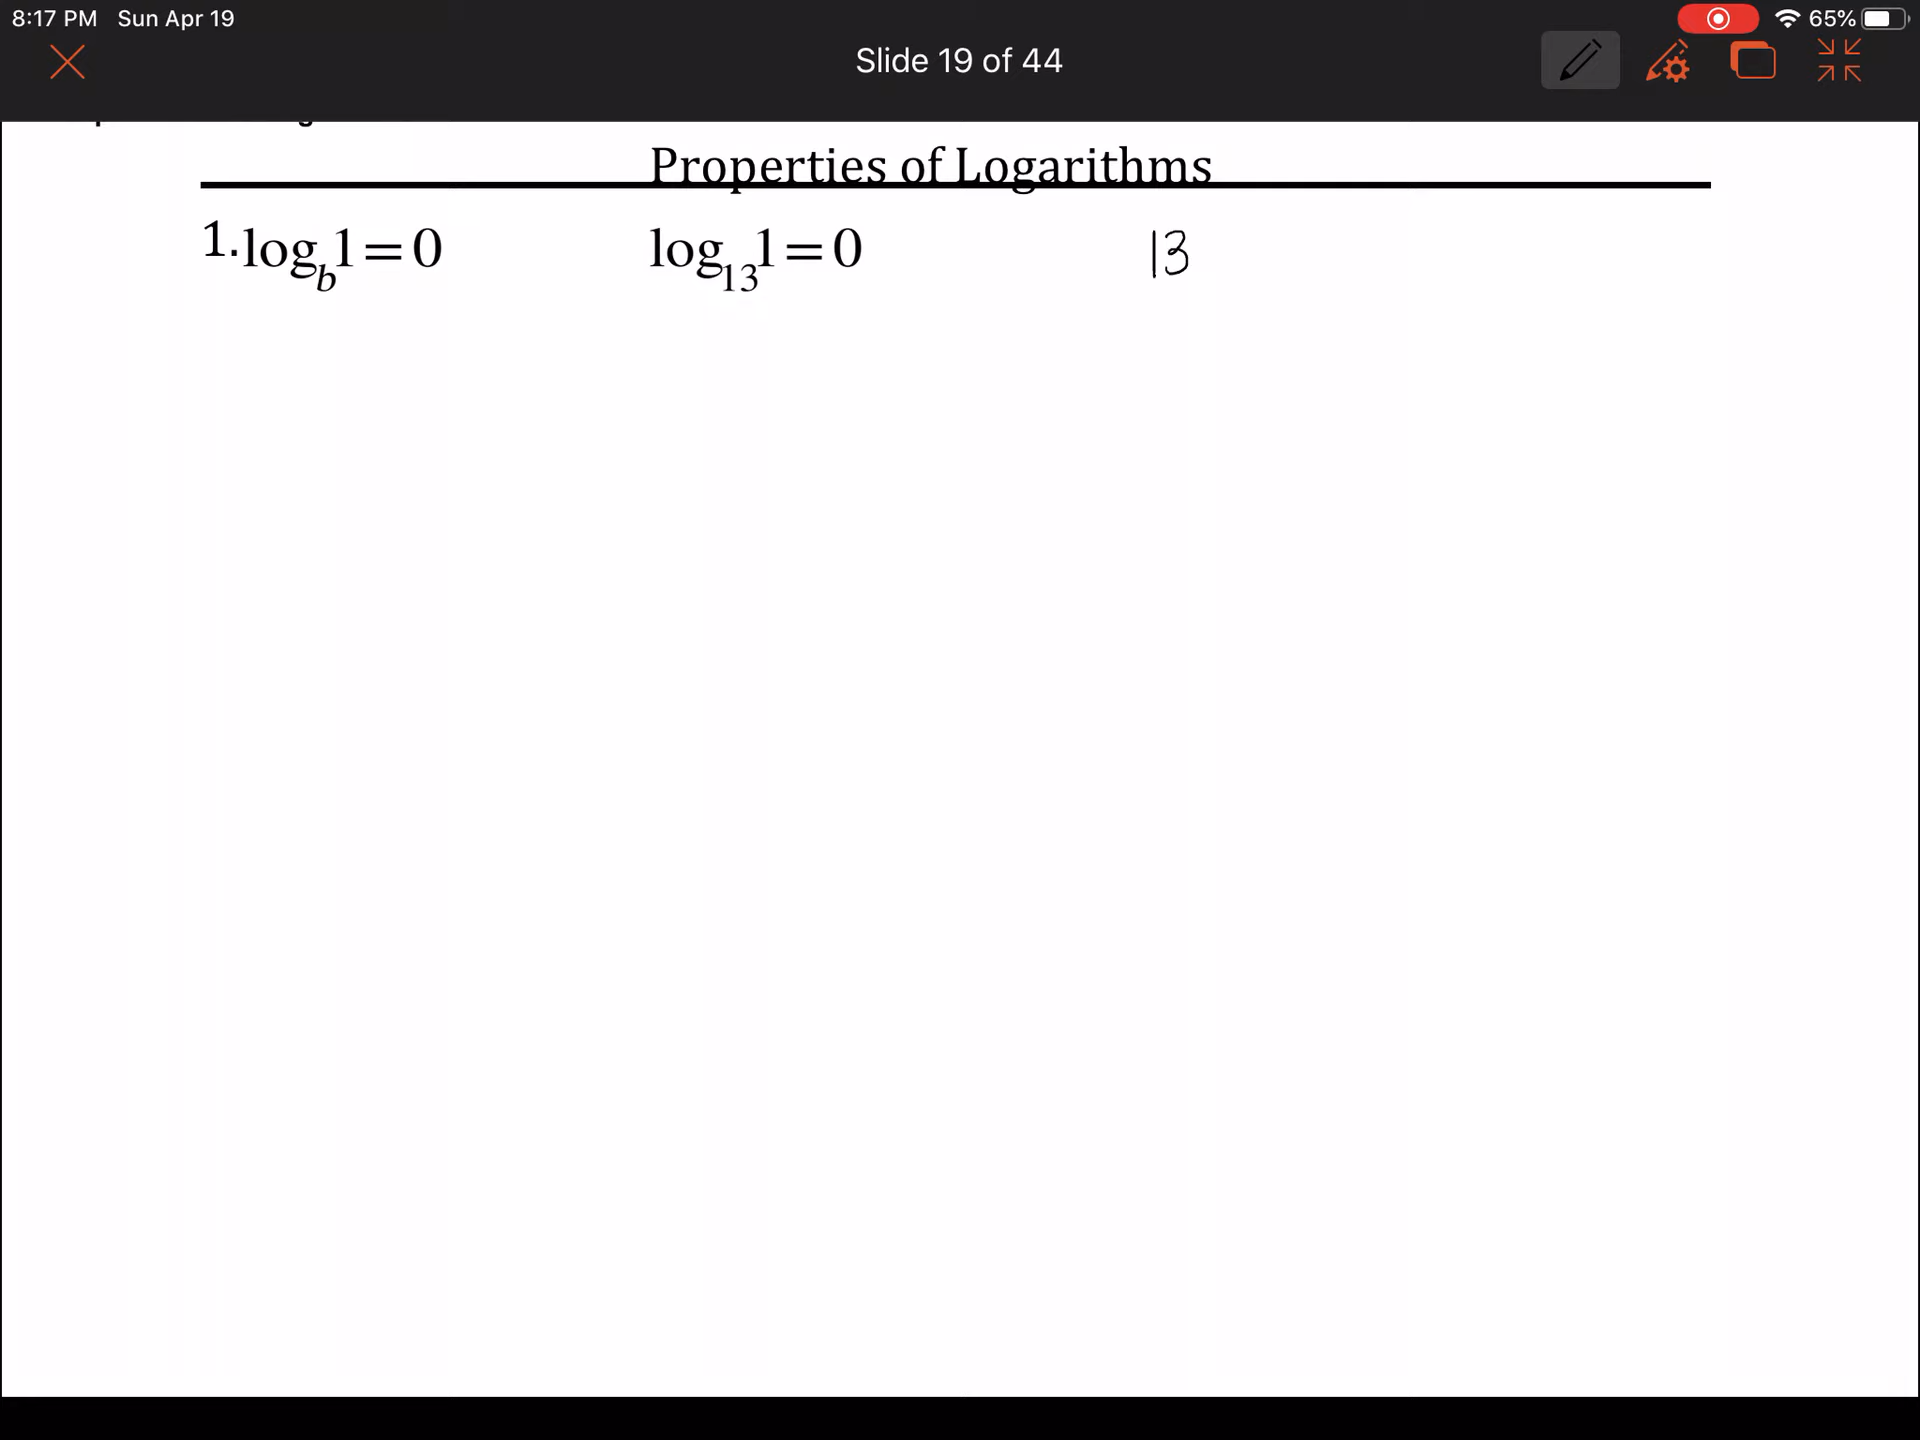 8:17 PM Sun Apr 19 65%
Slide 19 of 44
Properties of Logarithms
1. log_b 1 = 0 log_13 1 = 0 13